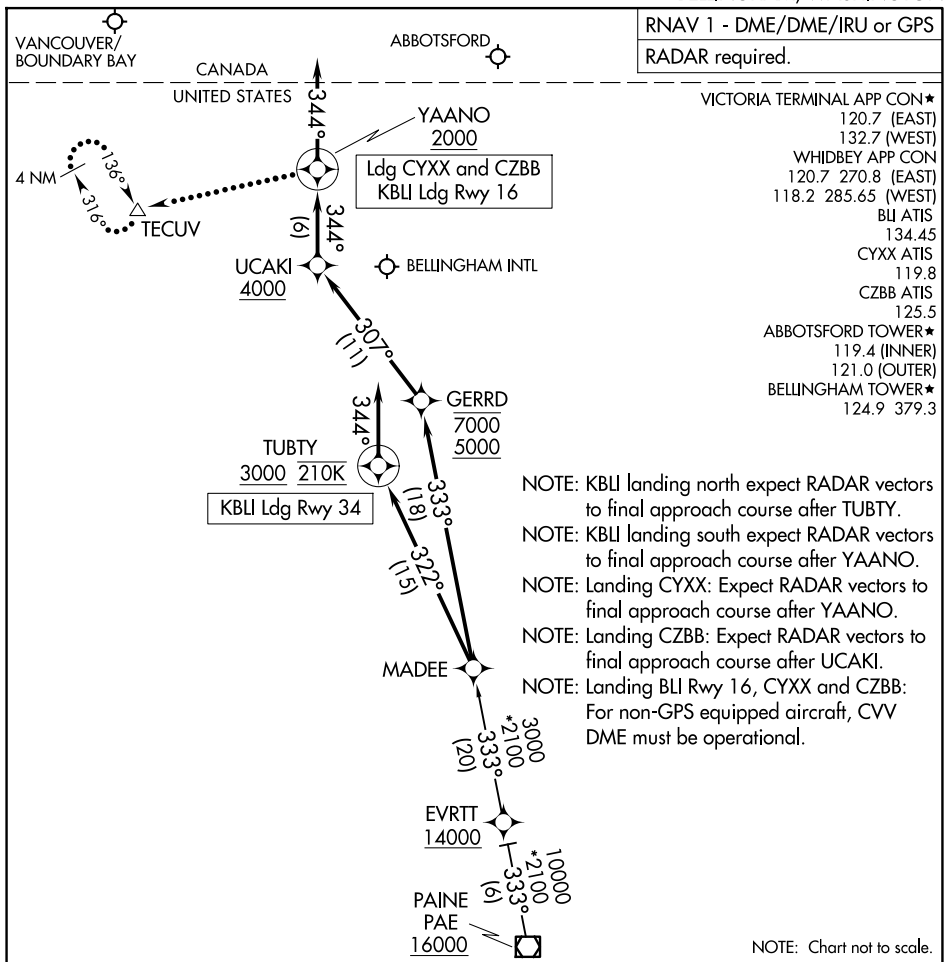 RNAV 1 - DME/DME/IRU or GPS
RADAR required.
VANCOUVER/
BOUNDARY BAY
ABBOTSFORD
CANADA
UNITED STATES
344°
YAANO
2000
Ldg CYXX and CZBB
KBLI Ldg Rwy 16
4 NM
136°
316°
TECUV
344°
(6)
UCAKI
4000
BELLINGHAM INTL
307°
(11)
GERRD
7000
5000
344°
TUBTY
3000 210K
KBLI Ldg Rwy 34
333°
(18)
322°
(15)
MADEE
3000
*2100
333°
(20)
EVRTT
14000
10000
*2100
333°
(6)
PAINE
PAE
16000
VICTORIA TERMINAL APP CON★
120.7 (EAST)
132.7 (WEST)
WHIDBEY APP CON
120.7 270.8 (EAST)
118.2 285.65 (WEST)
BLI ATIS
134.45
CYXX ATIS
119.8
CZBB ATIS
125.5
ABBOTSFORD TOWER★
119.4 (INNER)
121.0 (OUTER)
BELLINGHAM TOWER★
124.9 379.3
NOTE: KBLI landing north expect RADAR vectors
to final approach course after TUBTY.
NOTE: KBLI landing south expect RADAR vectors
to final approach course after YAANO.
NOTE: Landing CYXX: Expect RADAR vectors to
final approach course after YAANO.
NOTE: Landing CZBB: Expect RADAR vectors to
final approach course after UCAKI.
NOTE: Landing BLI Rwy 16, CYXX and CZBB:
For non-GPS equipped aircraft, CVV
DME must be operational.
NOTE: Chart not to scale.